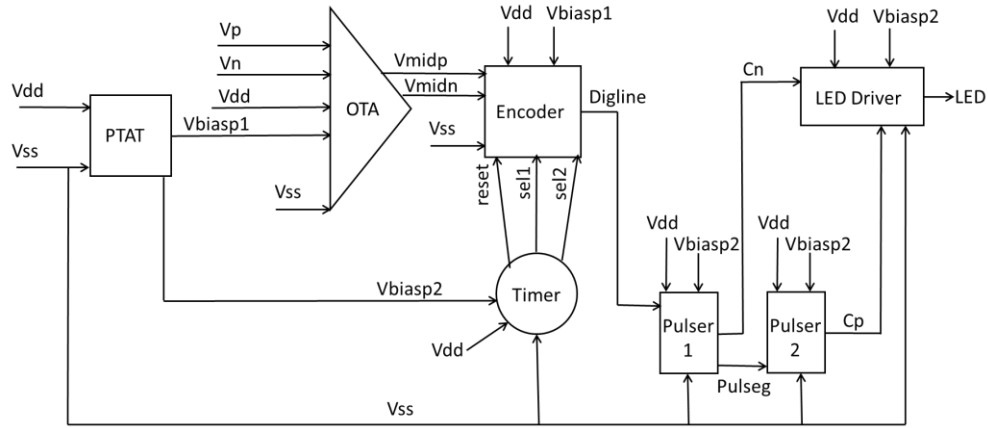 Vdd
Vbiasp1
Vdd
Vbiasp2
Vp
Vn
Vdd
Vbiasp1
Vss
OTA
Vmidp
Vmidn
Vss
Encoder
Digline
Cn
LED Driver
LED
Vdd
Vss
PTAT
reset
sel1
sel2
Vbiasp2
Timer
Vdd
Vdd
Vbiasp2
Vdd
Vbiasp2
Pulser
1
Pulser
2
Cp
Pulseg
Vss